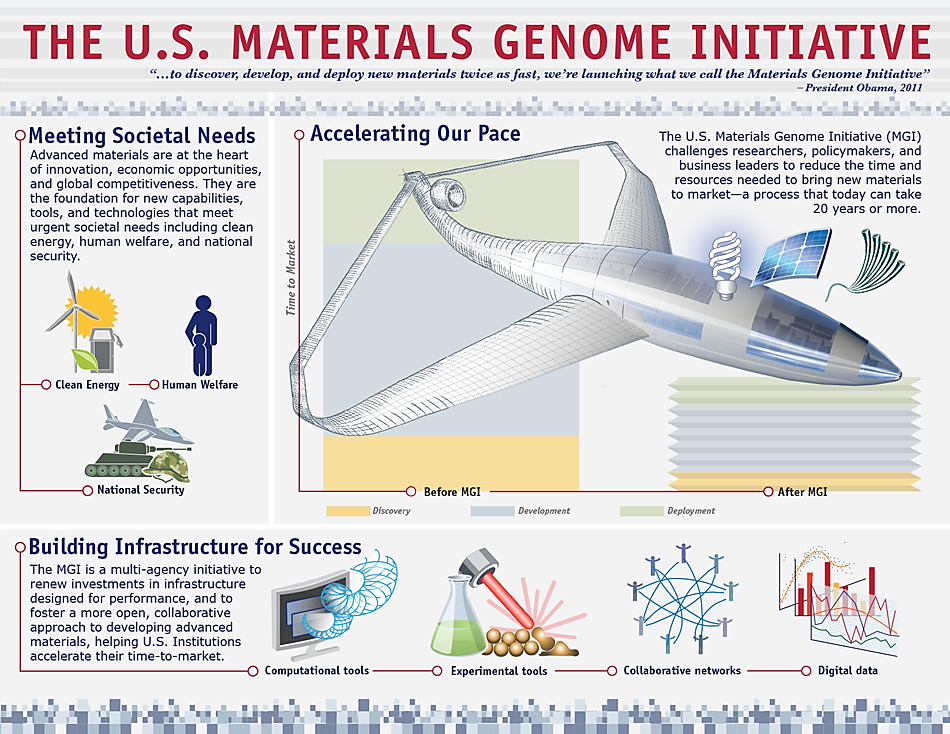 THE U.S. MATERIALS GENOME INITIATIVE
“...to discover, develop, and deploy new materials twice as fast, we’re launching what we call the Materials Genome Initiative”
– President Obama, 2011
Meeting Societal Needs
Advanced materials are at the heart
of innovation, economic opportunities,
and global competitiveness. They are
the foundation for new capabilities,
tools, and technologies that meet
urgent societal needs including clean
energy, human welfare, and national
security.
Clean Energy
Human Welfare
National Security
Accelerating Our Pace
The U.S. Materials Genome Initiative (MGI)
challenges researchers, policymakers, and
business leaders to reduce the time and
resources needed to bring new materials
to market—a process that today can take
20 years or more.
Time to Market
Before MGI
After MGI
Discovery
Development
Deployment
Building Infrastructure for Success
The MGI is a multi-agency initiative to
renew investments in infrastructure
designed for performance, and to
foster a more open, collaborative
approach to developing advanced
materials, helping U.S. Institutions
accelerate their time-to-market.
Computational tools
Experimental tools
Collaborative networks
Digital data